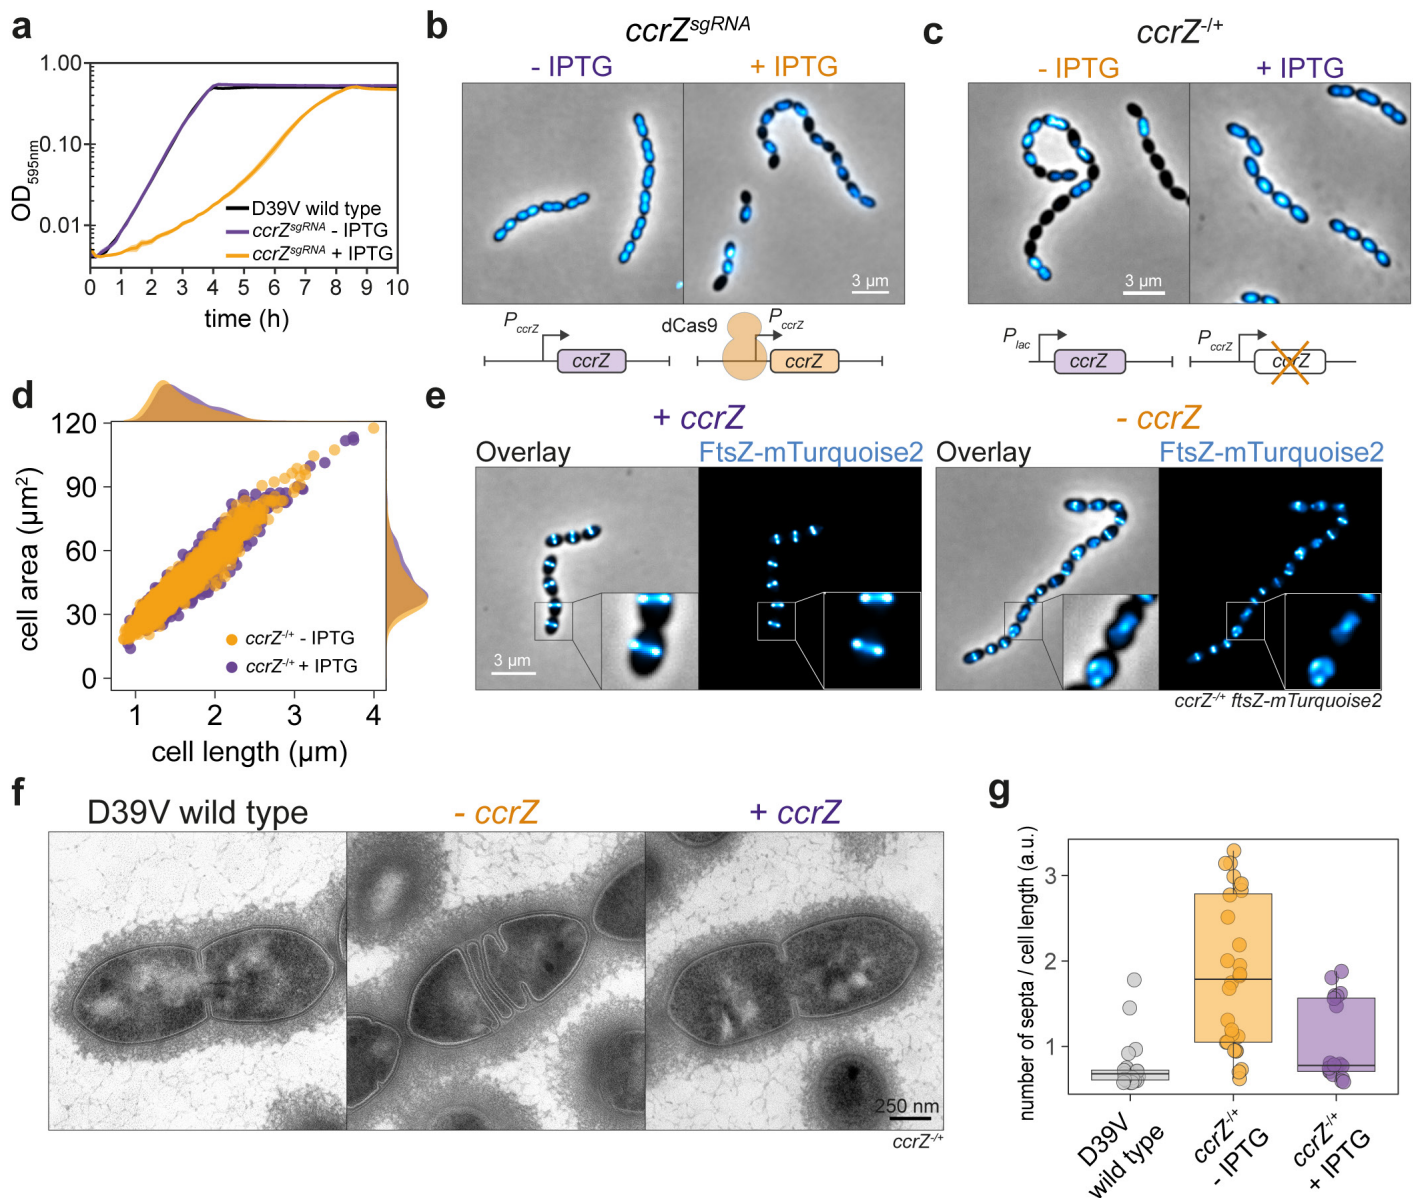 a
1.00
0.10
0.01
OD595nm
D39V wild type
ccrZsgRNA - IPTG
ccrZsgRNA + IPTG
0 1 2 3 4 5 6 7 8 9 10
time (h)
b
ccrZsgRNA
- IPTG
+ IPTG
3 µm
PccrZ
ccrZ
dCas9
PccrZ
ccrZ
c
ccrZ-/+
- IPTG
+ IPTG
3 µm
Plac
ccrZ
PccrZ
ccrZ
d
120
90
60
30
0
cell area (µm2)
ccrZ-/+ - IPTG
ccrZ-/+ + IPTG
1 2 3 4
cell length (µm)
e
+ ccrZ
- ccrZ
Overlay
FtsZ-mTurquoise2
Overlay
FtsZ-mTurquoise2
3 µm
ccrZ-/+ ftsZ-mTurquoise2
f
D39V wild type
- ccrZ
+ ccrZ
250 nm
ccrZ-/+
g
number of septa / cell length (a.u.)
3
2
1
D39V
wild type
ccrZ-/+
- IPTG
ccrZ-/+
+ IPTG